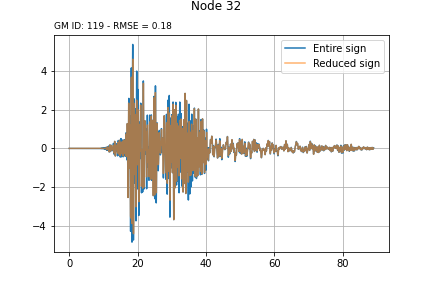 Node 32
GM ID: 119 - RMSE = 0.18
Entire sign
Reduced sign
4
2
0
−2
−4
0 20 40 60 80